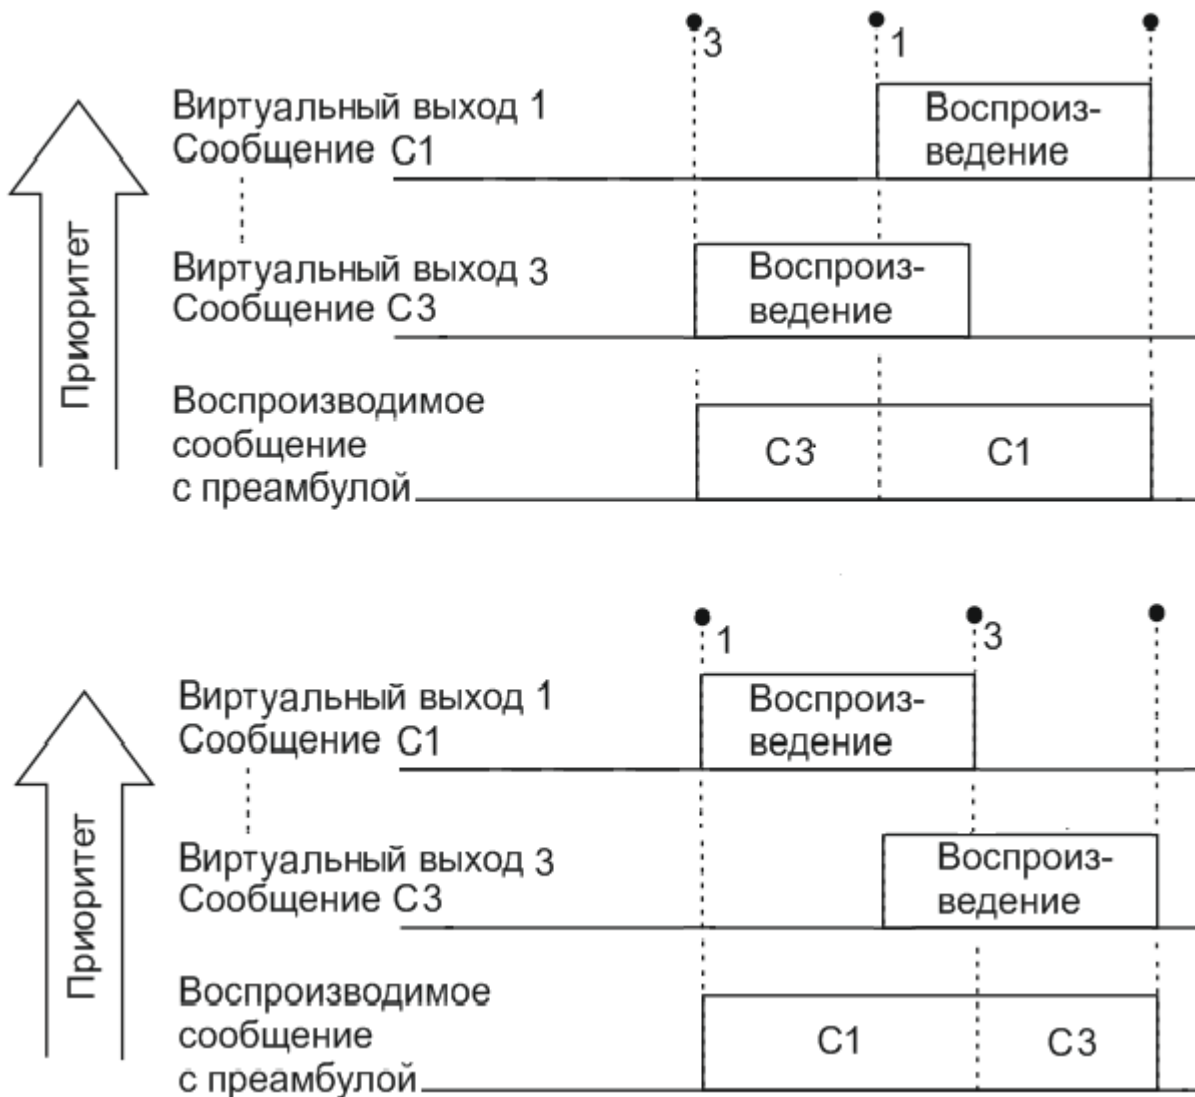 3
1
Виртуальный выход 1
Сообщение С1
Воспроиз-
ведение
Приоритет
Виртуальный выход 3
Сообщение С3
Воспроиз-
ведение
Воспроизводимое
сообщение
с преамбулой
С3
С1
1
3
Виртуальный выход 1
Сообщение С1
Воспроиз-
ведение
Приоритет
Виртуальный выход 3
Сообщение С3
Воспроиз-
ведение
Воспроизводимое
сообщение
с преамбулой
С1
С3